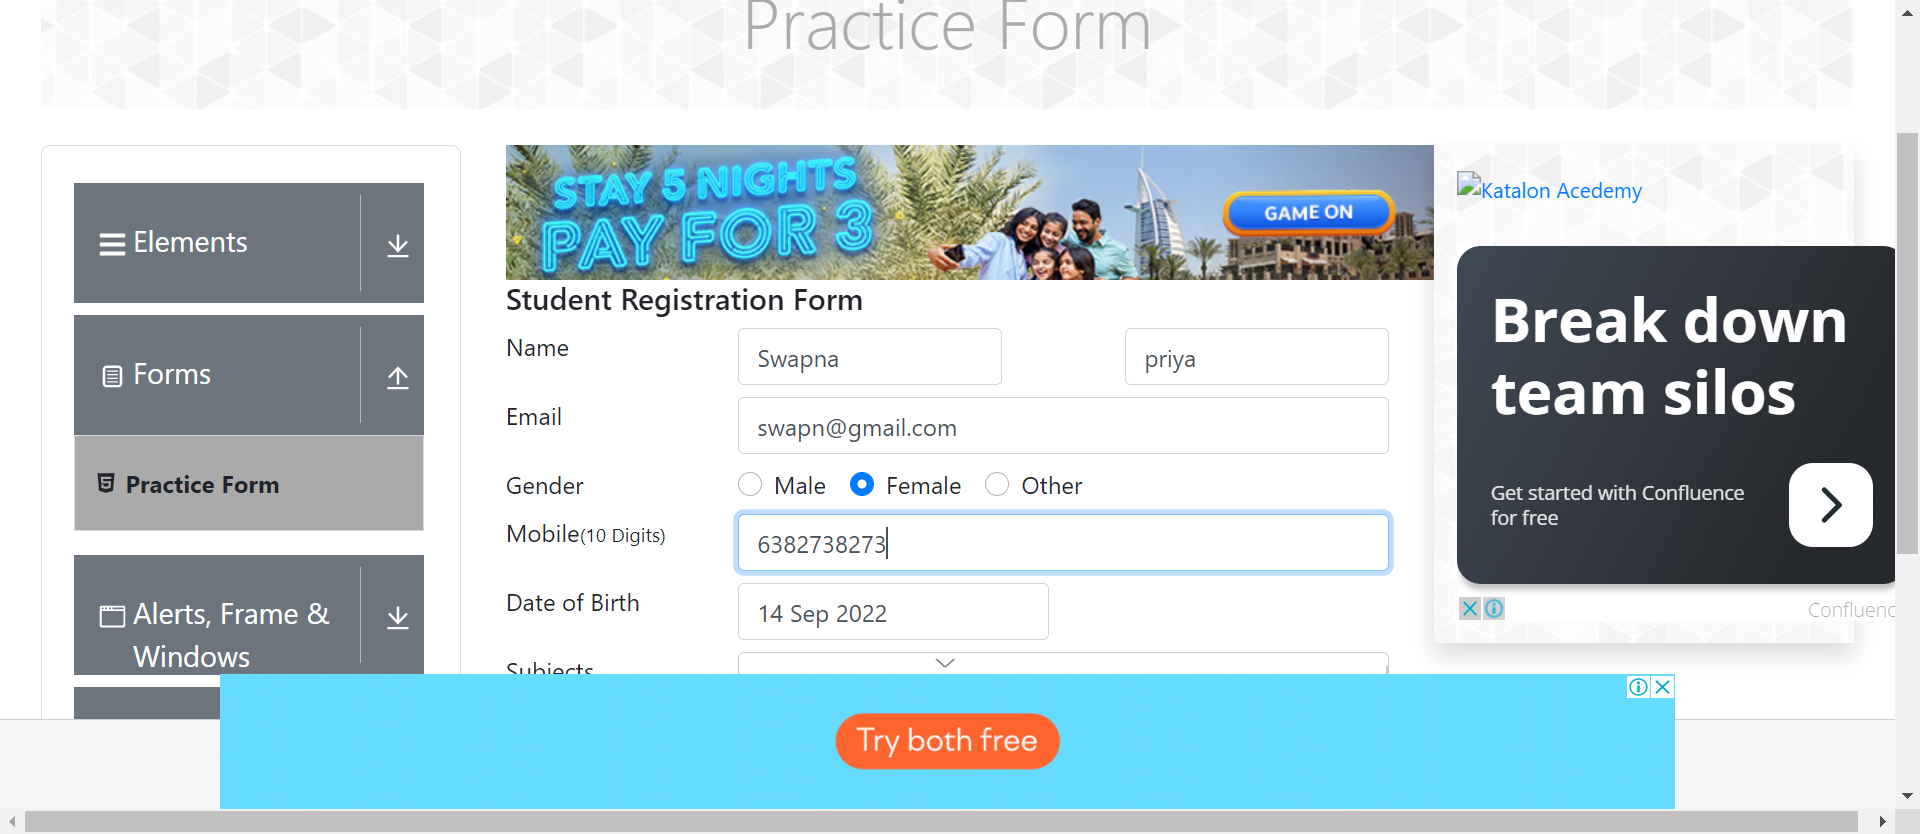 Practice Form
Elements
Forms
Practice Form
Alerts, Frame &
Windows
STAY 5 NIGHTS
PAY FOR 3
GAME ON
Student Registration Form
Name
Swapna
priya
Email
swapn@gmail.com
Gender
Male
Female
Other
Mobile(10 Digits)
6382738273
Date of Birth
14 Sep 2022
Subjects
Katalon Acedemy
Break down
team silos
Get started with Confluence
for free
Confluenc
Try both free